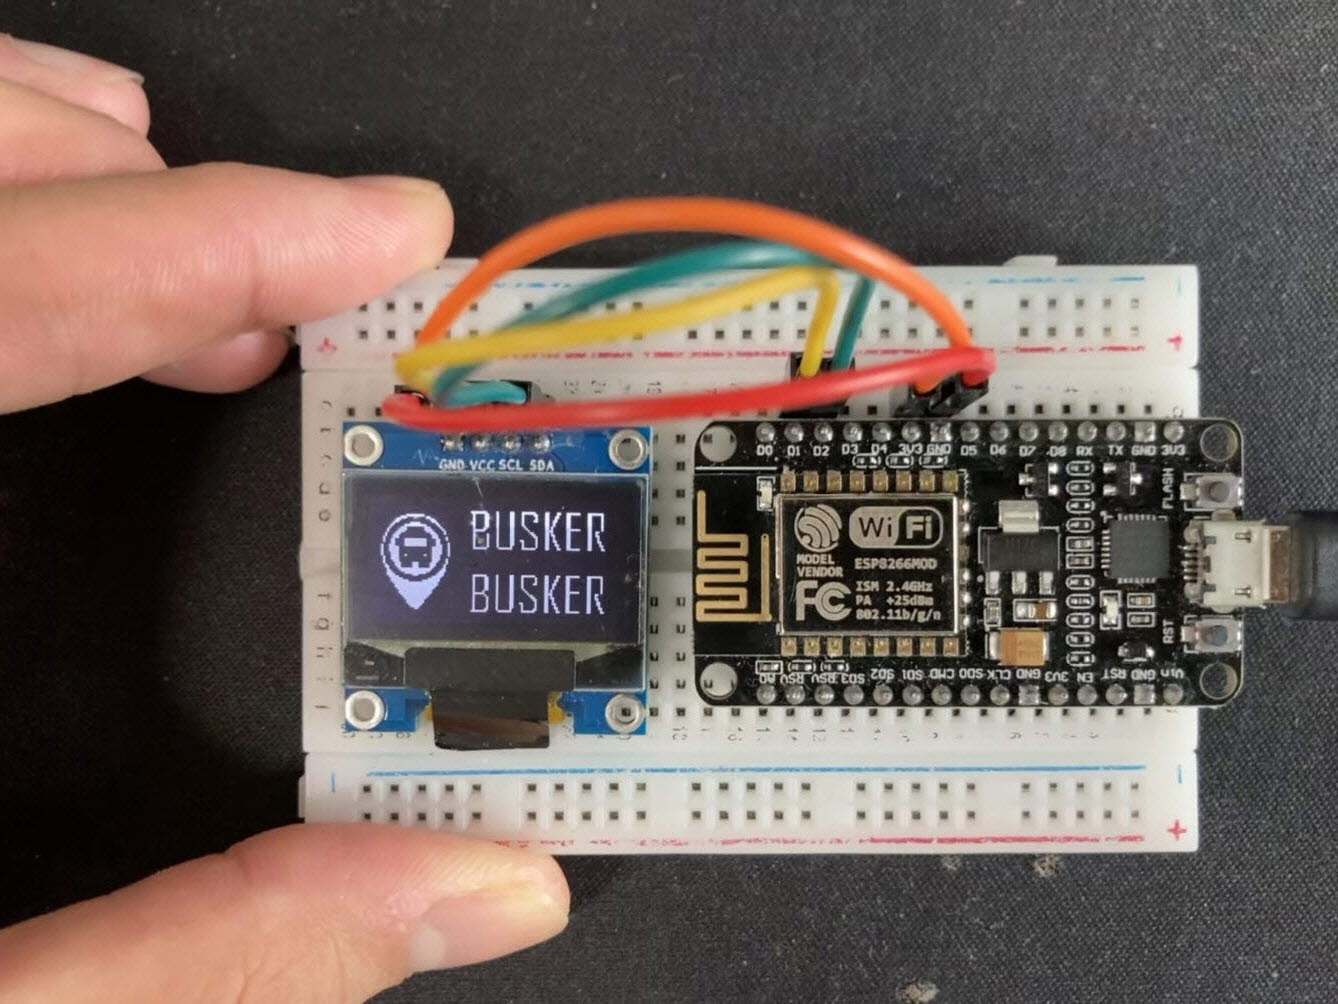 GND VCC SCL SDA
BUSKER
BUSKER
D0 D1 D2 D3 D4 3V3 GND D5 D6 D7 D8 RX TX GND 3V3
FLASH
WiFi
MODEL
VENDOR
ESP8266MOD
FC
ISM 2.4GHz
PA +25dBm
802.11b/g/n
RST
A0 RSV RSV SD3 SD2 SD1 CMD SD0 CLK GND 3V3 EN RST GND Vin